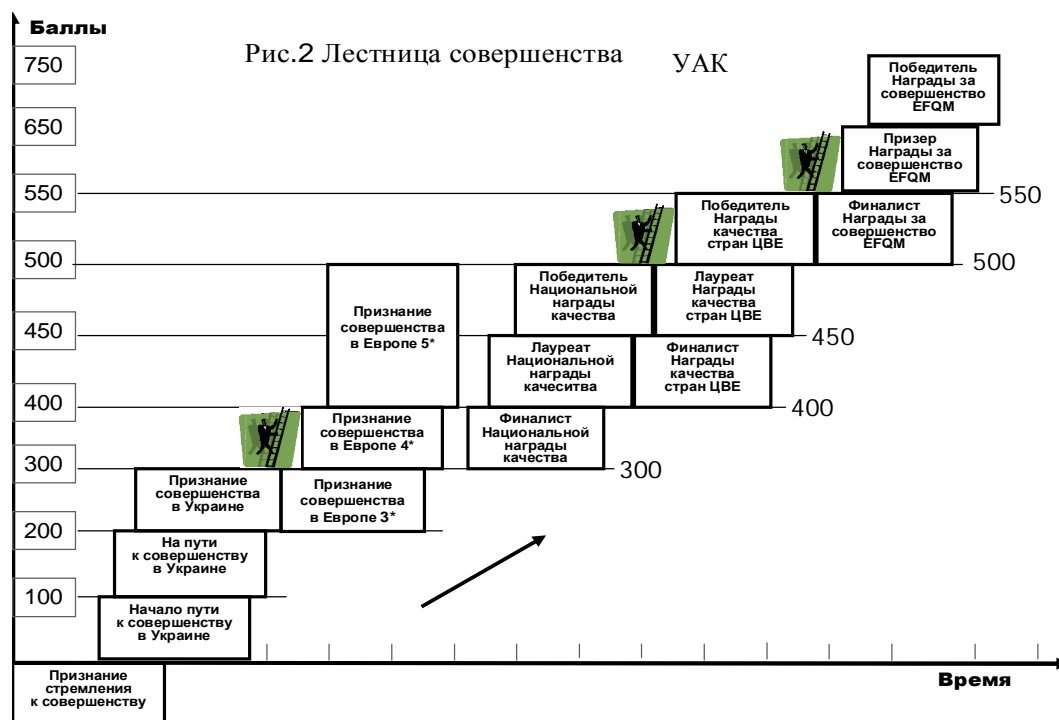 Баллы
Рис.2 Лестница совершенства УАК
750
Победитель
Награды за
совершенство
EFQM
650
Призер
Награды за
совершенство
EFQM
550
Победитель
Награды
качества
стран ЦВЕ
Финалист
Награды за
совершенство
EFQM
550
500
Признание
совершенства
в Европе 5*
Победитель
Национальной
награды
качества
Лауреат
Награды
качества
стран ЦВЕ
500
450
Лауреат
Национальной
награды
качеситва
Финалист
Награды
качества
стран ЦВЕ
450
400
Признание
совершенства
в Европе 4*
Финалист
Национальной
награды
качества
400
300
Признание
совершенства
в Украине
Признание
совершенства
в Европе 3*
300
200
На пути
к совершенству
в Украине
100
Начало пути
к совершенству
в Украине
Признание
стремления
к совершенству
Время